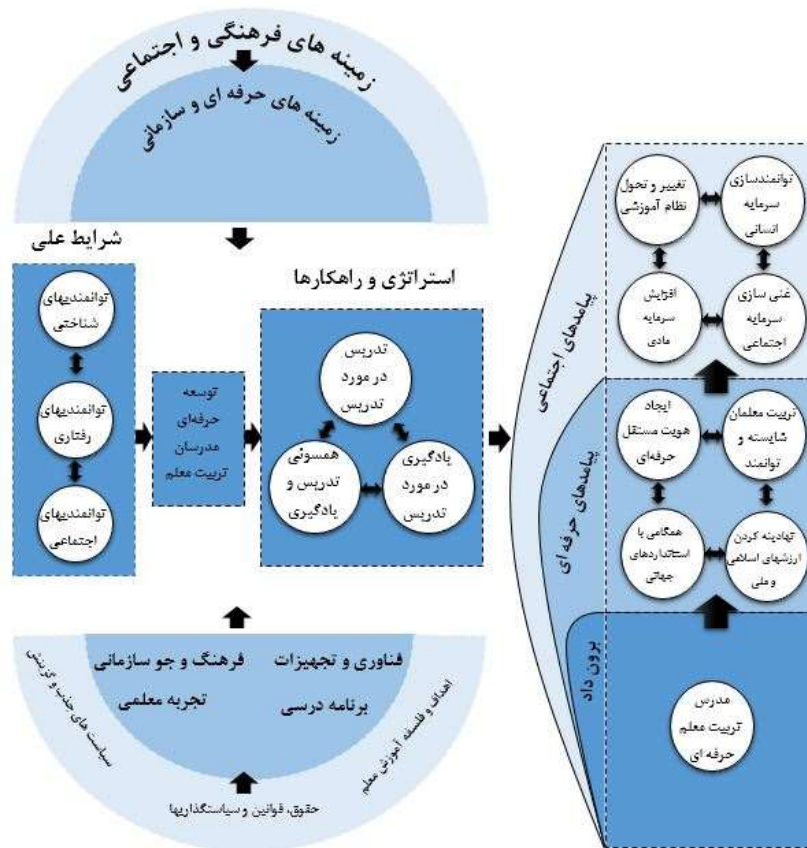 زمینه های فرهنگی و اجتماعی
زمینه های حرفه ای و سازمانی
شرایط علی
توانمندیهای
شناختی
توانمندیهای
رفتاری
توانمندیهای
اجتماعی
توسعه
حرفه‌ای
مدرسان
تربیت معلم
استراتژی و راهکارها
تدریس
در مورد
تدریس
همسوئی
تدریس و
یادگیری
یادگیری
در مورد
تدریس
فناوری و تجهیزات
فرهنگ و جو سازمانی
برنامه درسی
تجربه معلمی
اهداف و فلسفه آموزش معلم
سیاست های جذب و گزینش
حقوق، قوانین و سیاستگذاریها
پیامدهای اجتماعی
توانمندسازی
سرمایه
انسانی
تغییر و تحول
نظام آموزشی
غنی سازی
سرمایه
اجتماعی
افزایش
سرمایه
مادی
پیامدهای حرفه ای
تربیت معلمان
شایسته و
توانمند
ایجاد
هویت مستقل
حرفه‌ای
نهادینه کردن
ارزشهای اسلامی
و ملی
همگامی با
استانداردهای
جهانی
برون داد
مدرس
تربیت معلم
حرفه ای